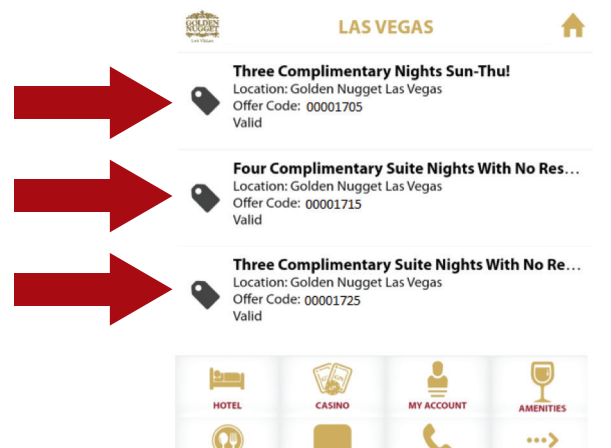 GOLDEN
NUGGET
LAS VEGAS
LAS VEGAS
Three Complimentary Nights Sun-Thu!
Location: Golden Nugget Las Vegas
Offer Code: 00001705
Valid
Four Complimentary Suite Nights With No Res...
Location: Golden Nugget Las Vegas
Offer Code: 00001715
Valid
Three Complimentary Suite Nights With No Re...
Location: Golden Nugget Las Vegas
Offer Code: 00001725
Valid
HOTEL
CASINO
MY ACCOUNT
AMENITIES